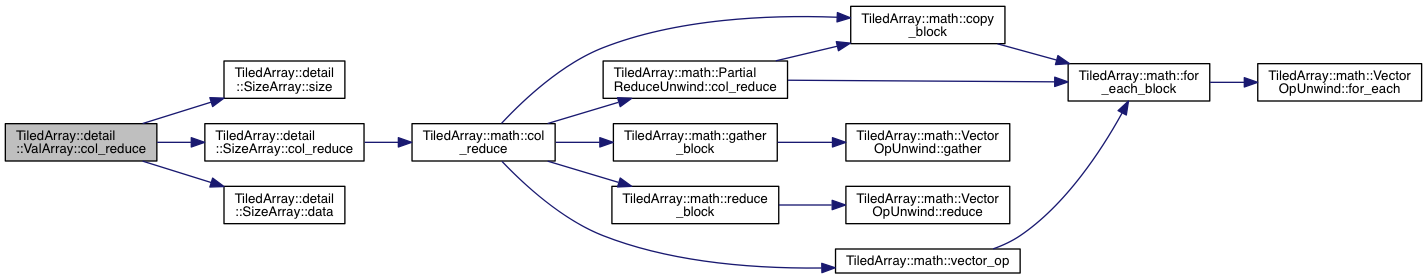 TiledArray::detail
::ValArray::col_reduce
TiledArray::detail
::SizeArray::size
TiledArray::detail
::SizeArray::col_reduce
TiledArray::detail
::SizeArray::data
TiledArray::math::col
_reduce
TiledArray::math::copy
_block
TiledArray::math::Partial
ReduceUnwind::col_reduce
TiledArray::math::gather
_block
TiledArray::math::reduce
_block
TiledArray::math::vector_op
TiledArray::math::Vector
OpUnwind::gather
TiledArray::math::Vector
OpUnwind::reduce
TiledArray::math::for
_each_block
TiledArray::math::Vector
OpUnwind::for_each